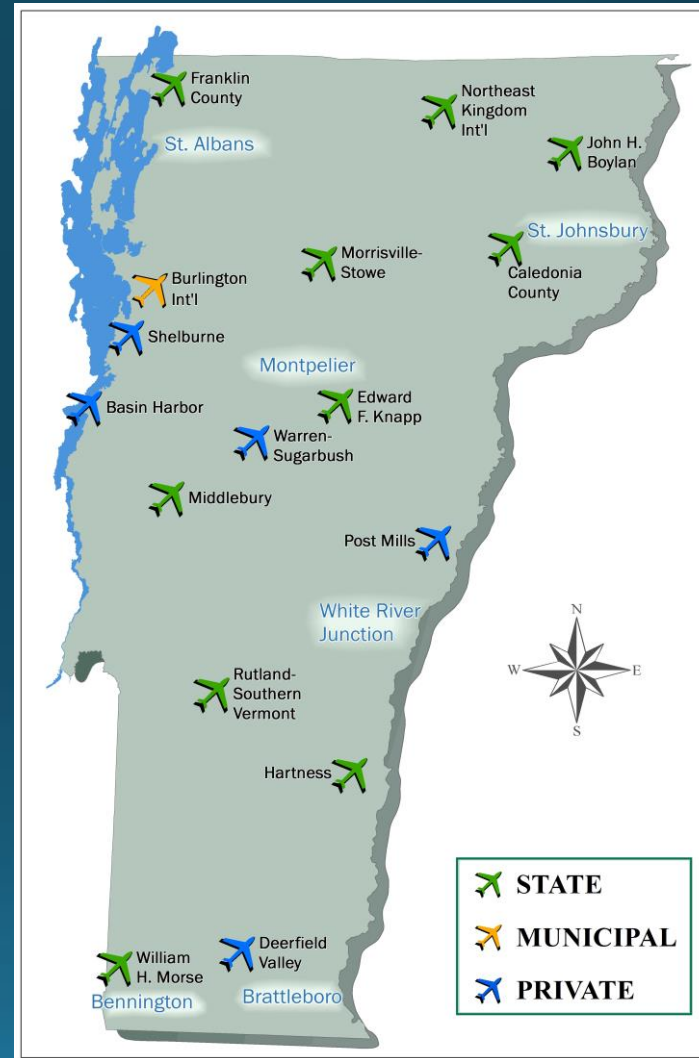 Franklin
County
Northeast
Kingdom
Int'l
John H.
Boylan
St. Albans
St. Johnsbury
Morrisville-
Stowe
Caledonia
County
Burlington
Int'l
Shelburne
Montpelier
Basin Harbor
Edward
F. Knapp
Warren-
Sugarbush
Middlebury
Post Mills
White River
Junction
N
W
E
S
Rutland-
Southern
Vermont
Hartness
STATE
MUNICIPAL
PRIVATE
William
H. Morse
Deerfield
Valley
Bennington
Brattleboro